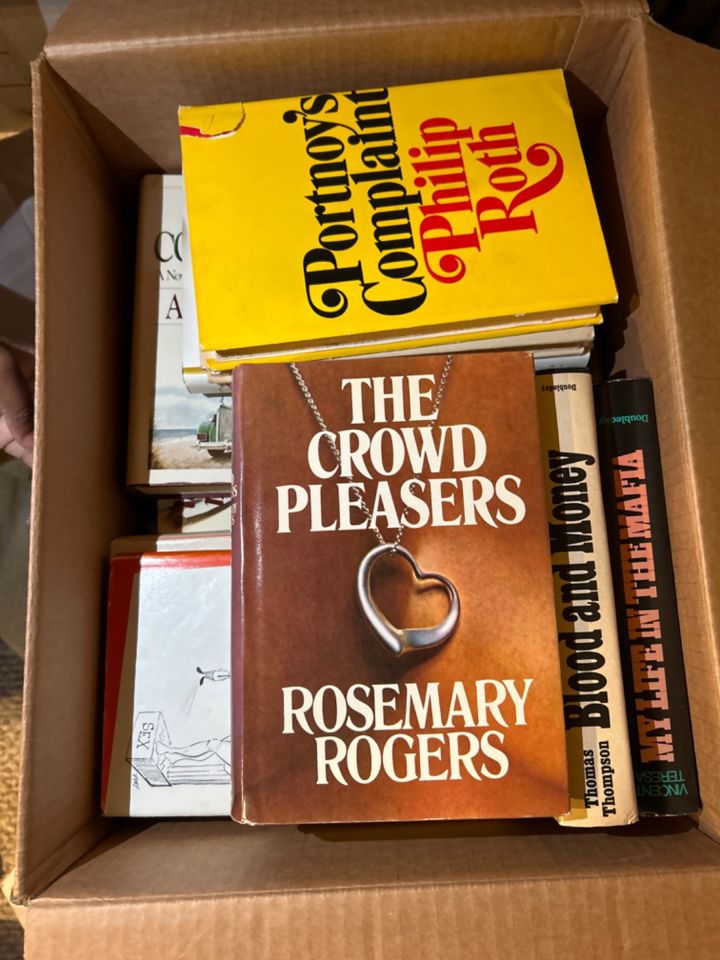 Portnoy's
Complaint
Philip
Roth
A
THE
CROWD
PLEASERS
ROSEMARY
ROGERS
SEX
Doubleday
Blood and Money
Thomas
Thompson
Doubleday
MY LIFE IN THE MAFIA
VINCENT
TERESA